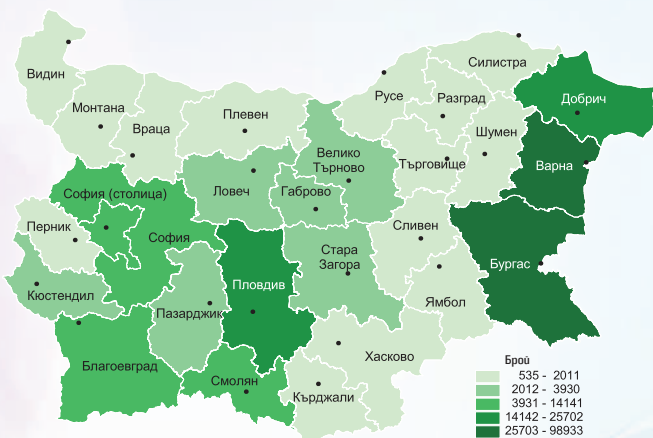 Видин
Силистра
Добрич
Русе
Разград
Монтана
Плевен
Враца
Шумен
Велико
Търново
Търговище
Варна
София (столица)
Ловеч
Габрово
Перник
София
Сливен
Стара
Загора
Бургас
Кюстендил
Пловдив
Ямбол
Пазарджик
Хасково
Благоевград
Смолян
Кърджали
Брой
535 - 2011
2012 - 3930
3931 - 14141
14142 - 25702
25703 - 98933